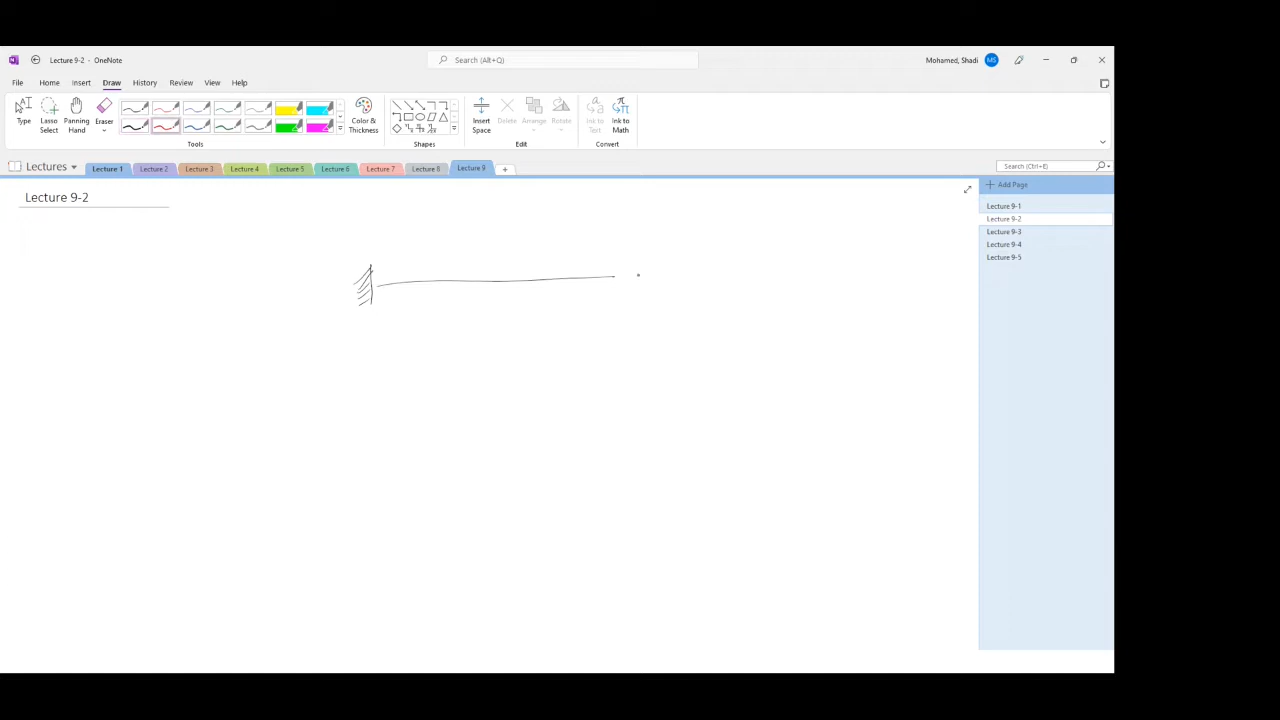 Lecture 9-2 - OneNote
Search (Alt+Q)
Mohamed, Shadi
MS
File Home Insert Draw History Review View Help
Type
Lasso Select
Panning Hand
Eraser
Color & Thickness
Insert Space
Delete
Arrange
Rotate
Ink to Text
Ink to Math
Tools
Shapes
Edit
Convert
Lectures
Lecture 1
Lecture 2
Lecture 3
Lecture 4
Lecture 5
Lecture 6
Lecture 7
Lecture 8
Lecture 9
Search (Ctrl+E)
Lecture 9-2
Add Page
Lecture 9-1
Lecture 9-2
Lecture 9-3
Lecture 9-4
Lecture 9-5